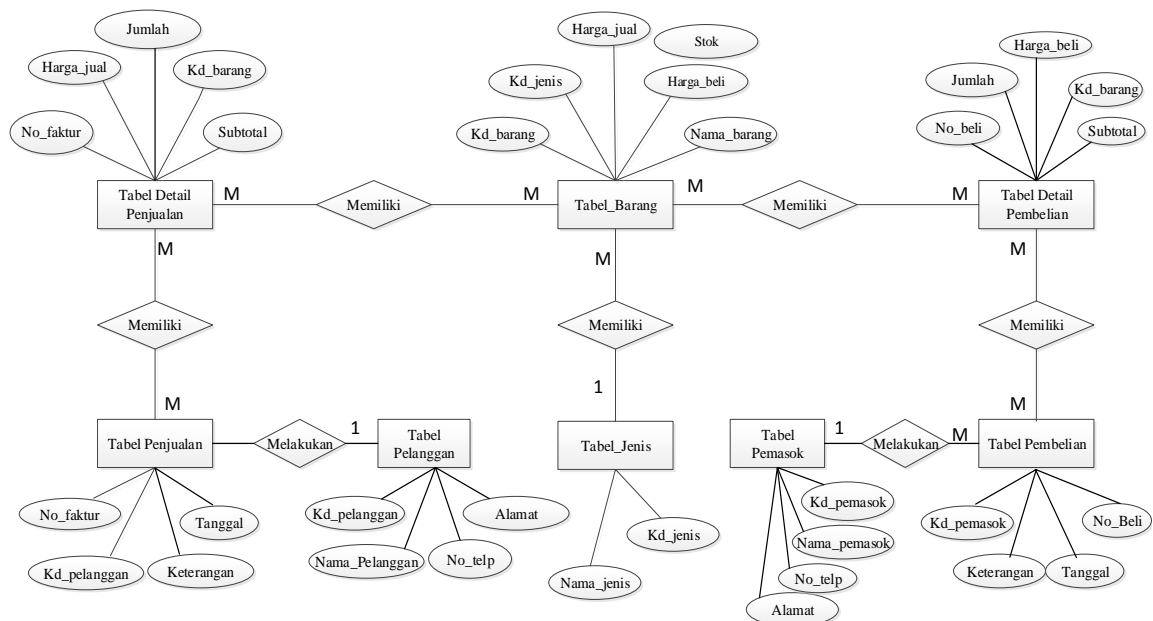 Jumlah
Harga_jual
Kd_barang
No_faktur
Subtotal
Harga_jual
Stok
Kd_jenis
Harga_beli
Kd_barang
Nama_barang
Harga_beli
Jumlah
Kd_barang
No_beli
Subtotal
Tabel Detail
Penjualan
M
Memiliki
M
Tabel_Barang
M
Memiliki
M
Tabel Detail
Pembelian
M
M
M
Memiliki
Memiliki
Memiliki
M
1
M
Tabel Penjualan
Melakukan
1
Tabel
Pelanggan
Tabel_Jenis
Tabel
Pemasok
1
Melakukan
M
Tabel Pembelian
No_faktur
Tanggal
Kd_pelanggan
Keterangan
Kd_pelanggan
Alamat
Nama_Pelanggan
No_telp
Kd_jenis
Nama_jenis
Kd_pemasok
Nama_pemasok
No_telp
Alamat
Kd_pemasok
No_Beli
Keterangan
Tanggal